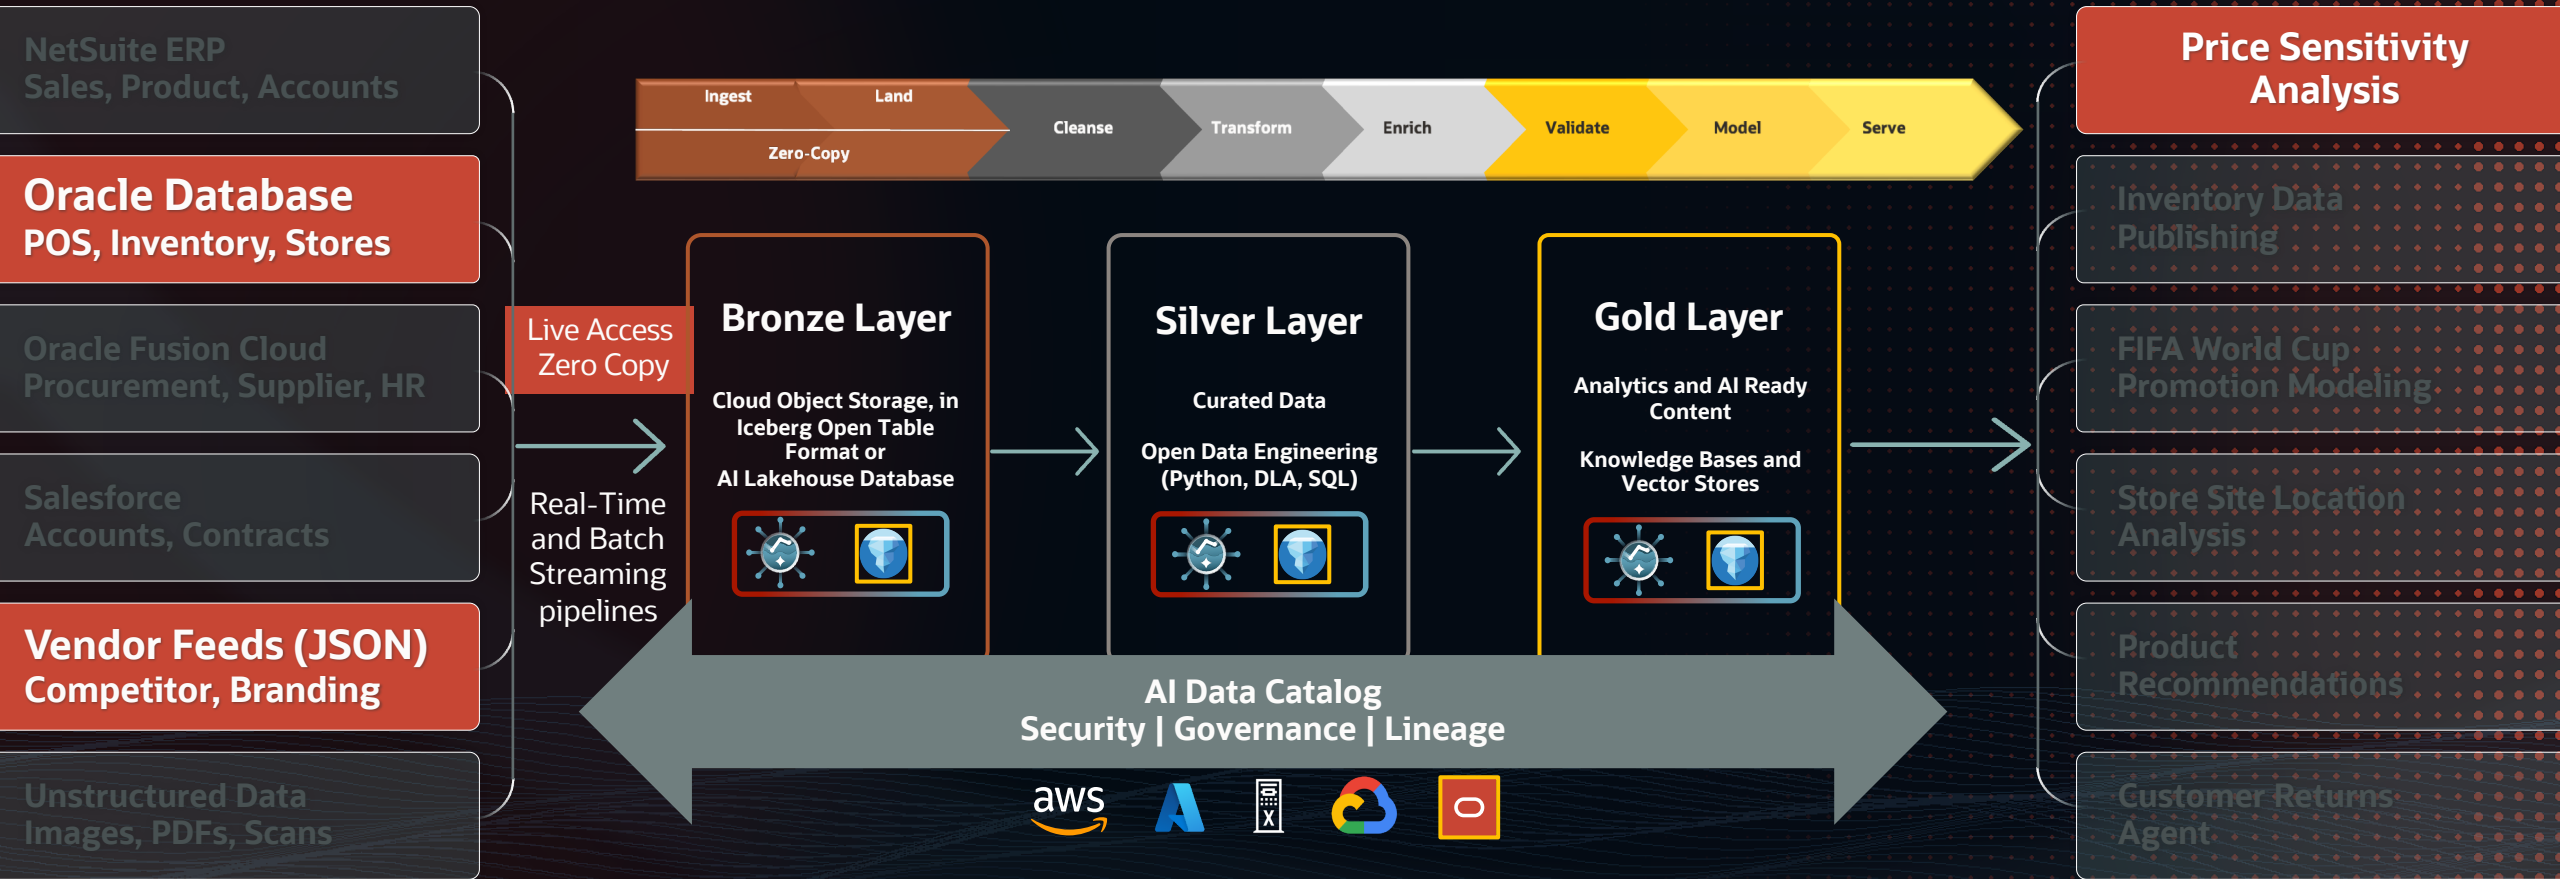 NetSuite ERP
Sales, Product, Accounts
Oracle Database
POS, Inventory, Stores
Oracle Fusion Cloud
Procurement, Supplier, HR
Salesforce
Accounts, Contracts
Vendor Feeds (JSON)
Competitor, Branding
Unstructured Data
Images, PDFs, Scans
Live Access
Zero Copy
Real-Time
and Batch
Streaming
pipelines
Ingest
Land
Zero-Copy
Cleanse
Transform
Enrich
Validate
Model
Serve
Bronze Layer
Cloud Object Storage, in
Iceberg Open Table
Format or
AI Lakehouse Database
Silver Layer
Curated Data
Open Data Engineering
(Python, DLA, SQL)
Gold Layer
Analytics and AI Ready
Content
Knowledge Bases and
Vector Stores
AI Data Catalog
Security | Governance | Lineage
aws
X
Price Sensitivity
Analysis
Inventory Data
Publishing
FIFA World Cup
Promotion Modeling
Store Site Location
Analysis
Product
Recommendations
Customer Returns
Agent